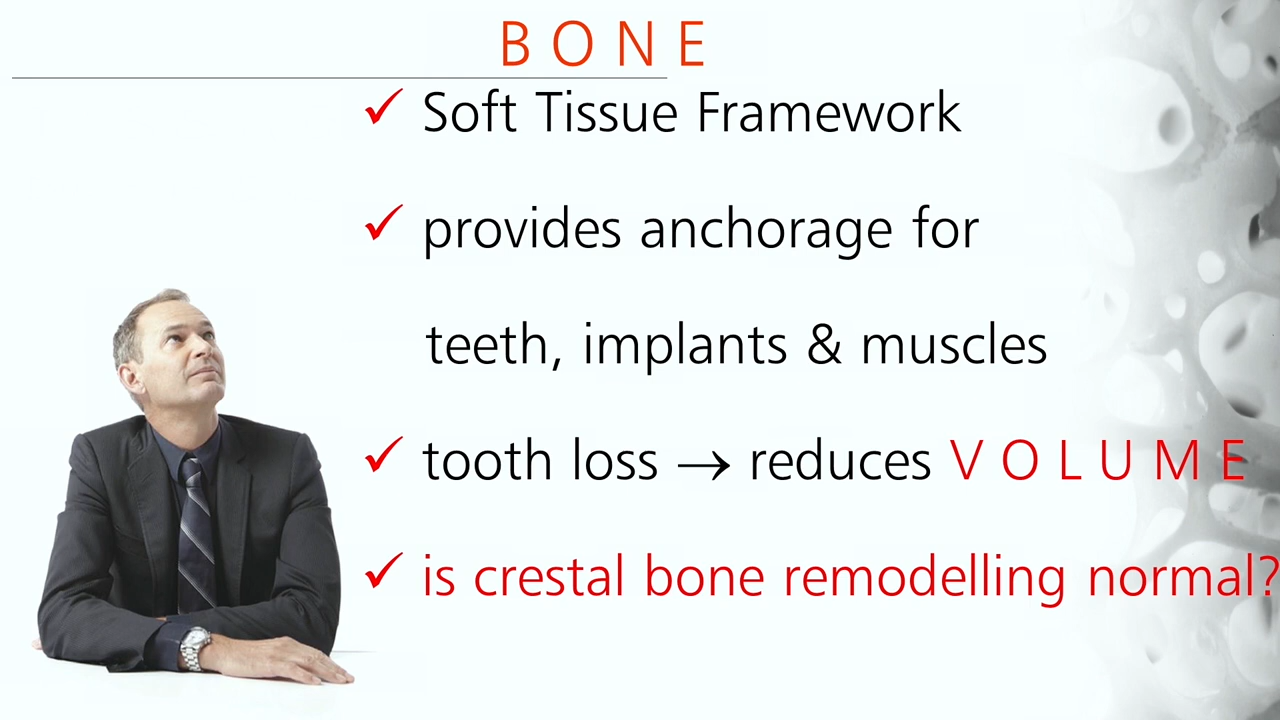 B O N E
✓ Soft Tissue Framework
✓ provides anchorage for
teeth, implants & muscles
✓ tooth loss → reduces V O L U M E
✓ is crestal bone remodelling normal?